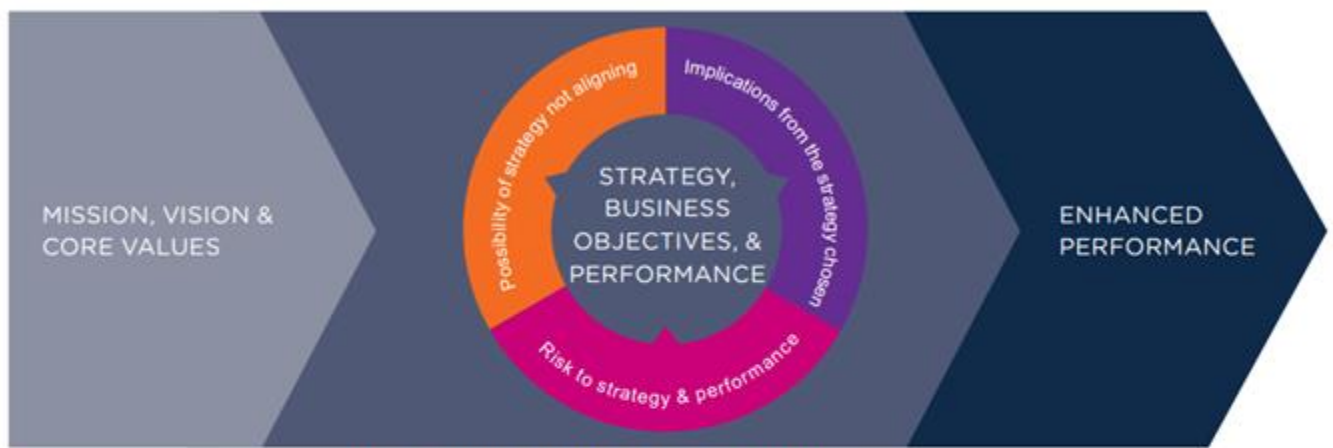 MISSION, VISION &
CORE VALUES
Possibility of strategy not aligning
Implications from the strategy chosen
STRATEGY,
BUSINESS
OBJECTIVES, &
PERFORMANCE
Risk to strategy & performance
ENHANCED
PERFORMANCE